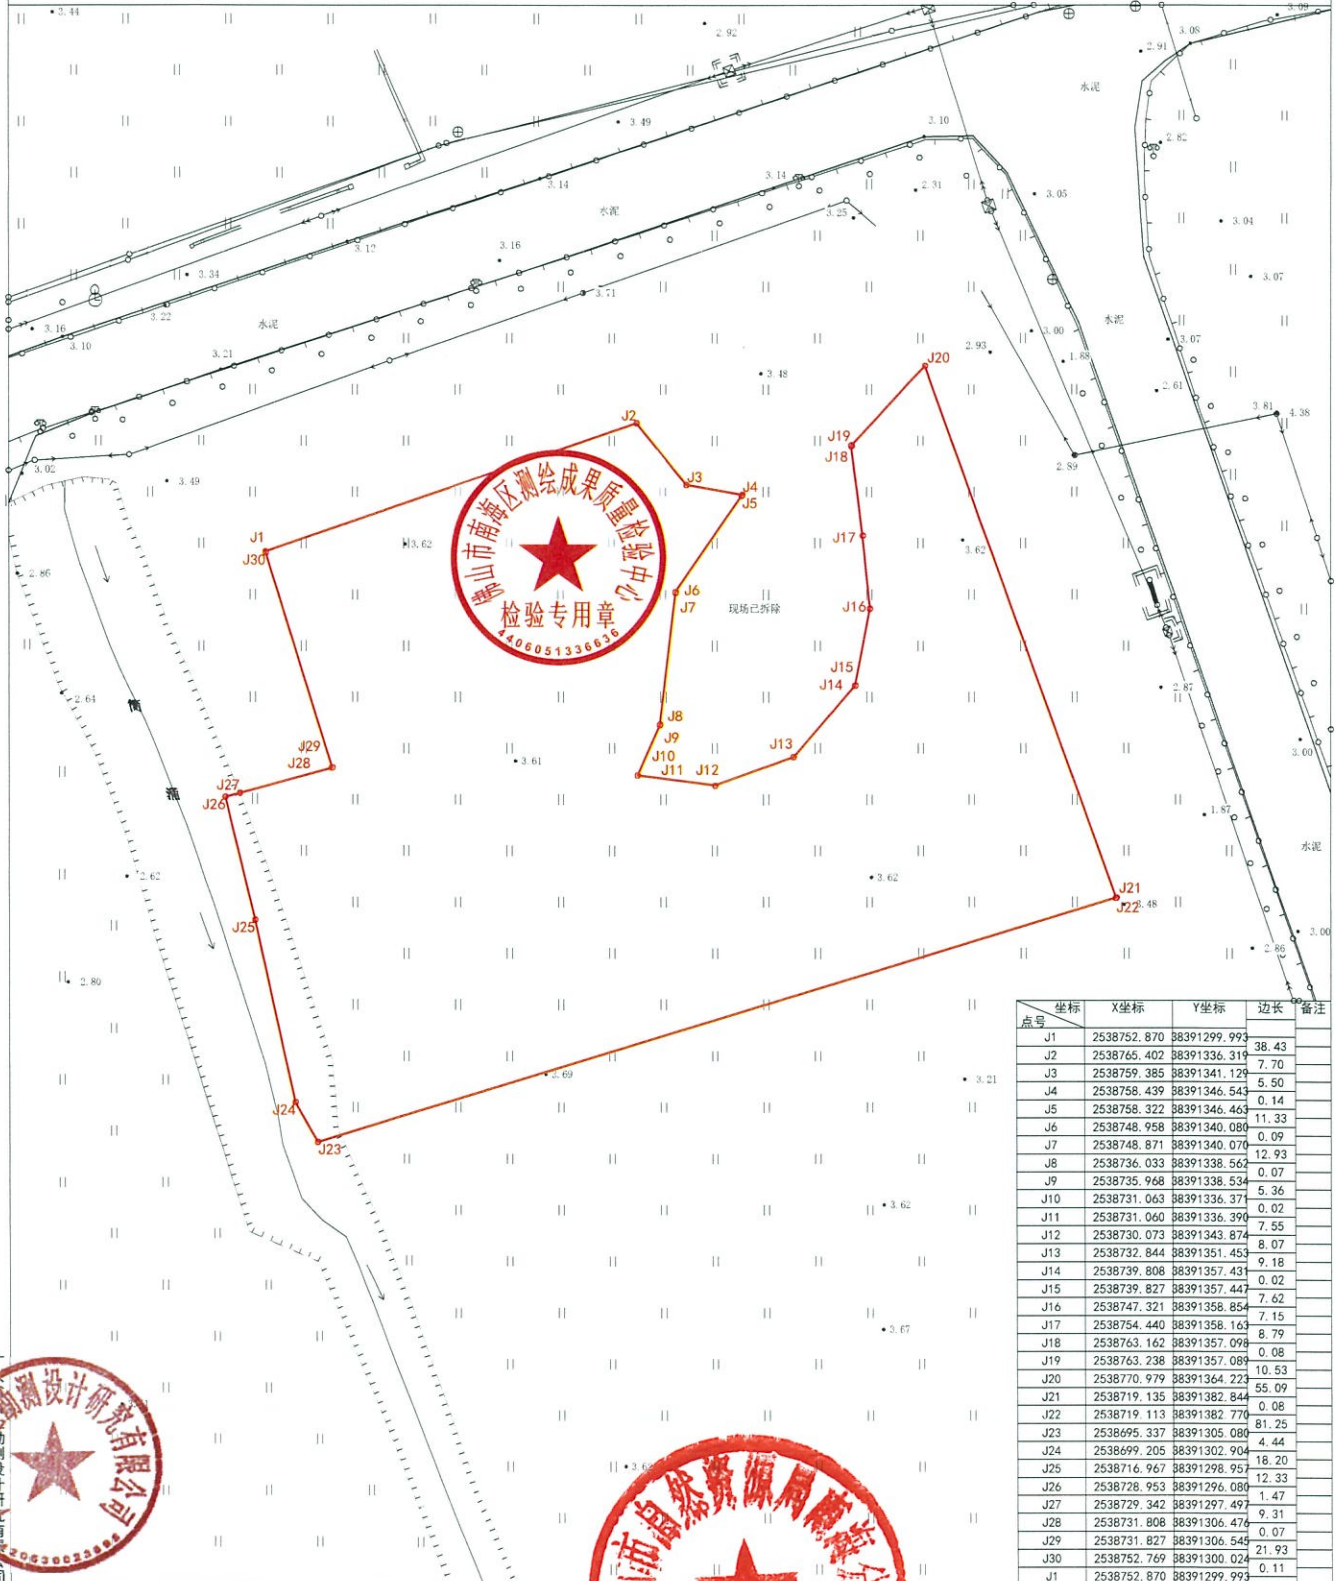 3.44
2.92
3.09
3.08
2.91
水泥
3.49
3.10
2.82
3.14
3.14
2.31
3.05
水泥
3.25
3.04
3.12
3.16
3.34
3.07
3.71
3.22
3.16
水泥
水泥
3.10
3.00
3.07
3.21
2.93
1.88
J20
3.48
2.61
J2
3.81
4.38
J19
J18
3.02
2.89
3.49
J3
J4
J5
J1
J30
3.62
J17
3.62
佛山市南海区测绘成果质量检验中心
检验专用章
4406051336636
2.86
J6
J7
现场已拆除
J16
J15
J14
2.64
2.87
涌
J8
J9
J29
J28
J10
J11
J12
J13
3.61
3.00
J27
J26
1.87
水泥
2.62
3.62
J21
J22
3.48
J25
3.00
2.86
2.80
3.69
3.21
J24
J23
3.62
3.67
点号 坐标 X坐标 Y坐标 边长 备注
J1 2538752.870 38391299.993
38.43
J2 2538765.402 38391336.319
7.70
J3 2538759.385 38391341.129
5.50
J4 2538758.439 38391346.543
0.14
J5 2538758.322 38391346.463
11.33
J6 2538748.958 38391340.080
0.09
J7 2538748.871 38391340.070
12.93
J8 2538736.033 38391338.562
0.07
J9 2538735.968 38391338.534
5.36
J10 2538731.063 38391336.371
0.02
J11 2538731.060 38391336.390
7.55
J12 2538730.073 38391343.874
8.07
J13 2538732.844 38391351.453
9.18
J14 2538739.808 38391357.431
0.02
J15 2538739.827 38391357.447
7.62
J16 2538747.321 38391358.854
7.15
J17 2538754.440 38391358.163
8.79
J18 2538763.162 38391357.098
0.08
J19 2538763.238 38391357.089
10.53
J20 2538770.979 38391364.223
55.09
J21 2538719.135 38391382.844
0.08
J22 2538719.113 38391382.770
81.25
J23 2538695.337 38391305.080
4.44
J24 2538699.205 38391302.904
18.20
J25 2538716.967 38391298.957
12.33
J26 2538728.953 38391296.080
1.47
J27 2538729.342 38391297.497
9.31
J28 2538731.808 38391306.476
0.07
J29 2538731.827 38391306.545
21.93
J30 2538752.769 38391300.024
0.11
J1 2538752.870 38391299.993
勘测设计研究有限公司
市自然资源局南海分